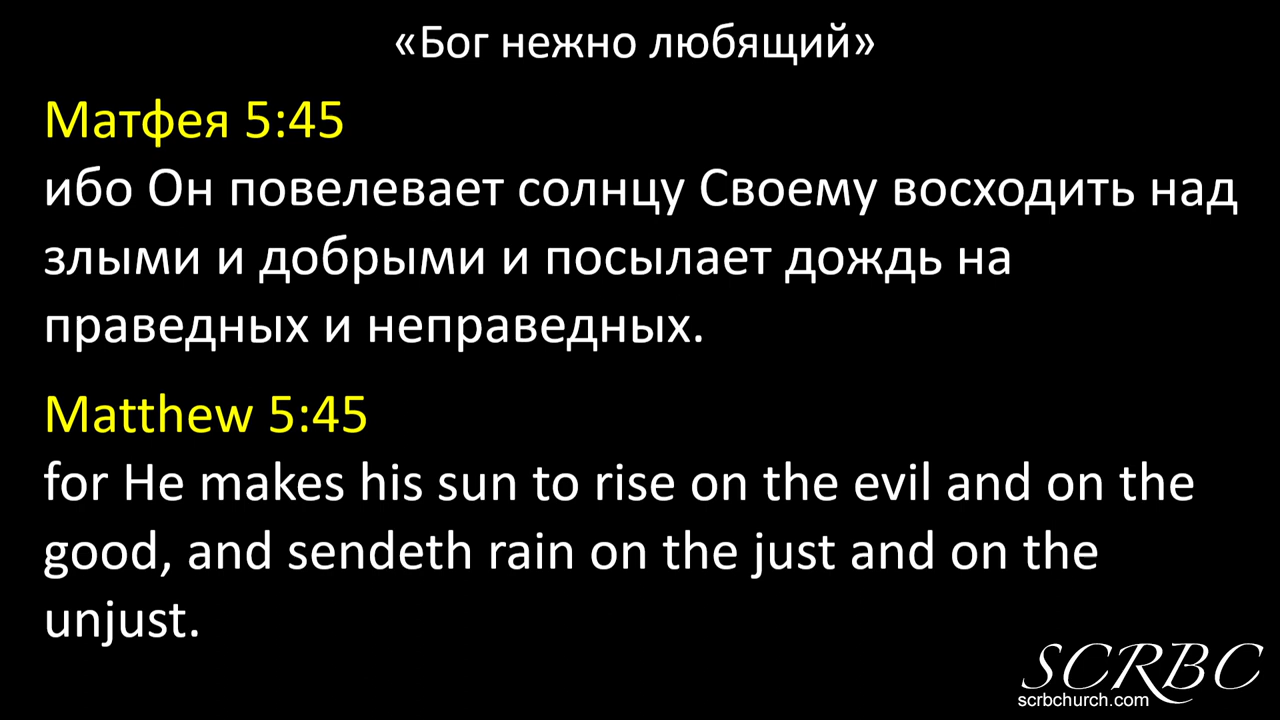 «Бог нежно любящий»
Матфея 5:45
ибо Он повелевает солнцу Своему восходить над
злыми и добрыми и посылает дождь на
праведных и неправедных.
Matthew 5:45
for He makes his sun to rise on the evil and on the
good, and sendeth rain on the just and on the
unjust.
SCRBC
scrbchurch.com